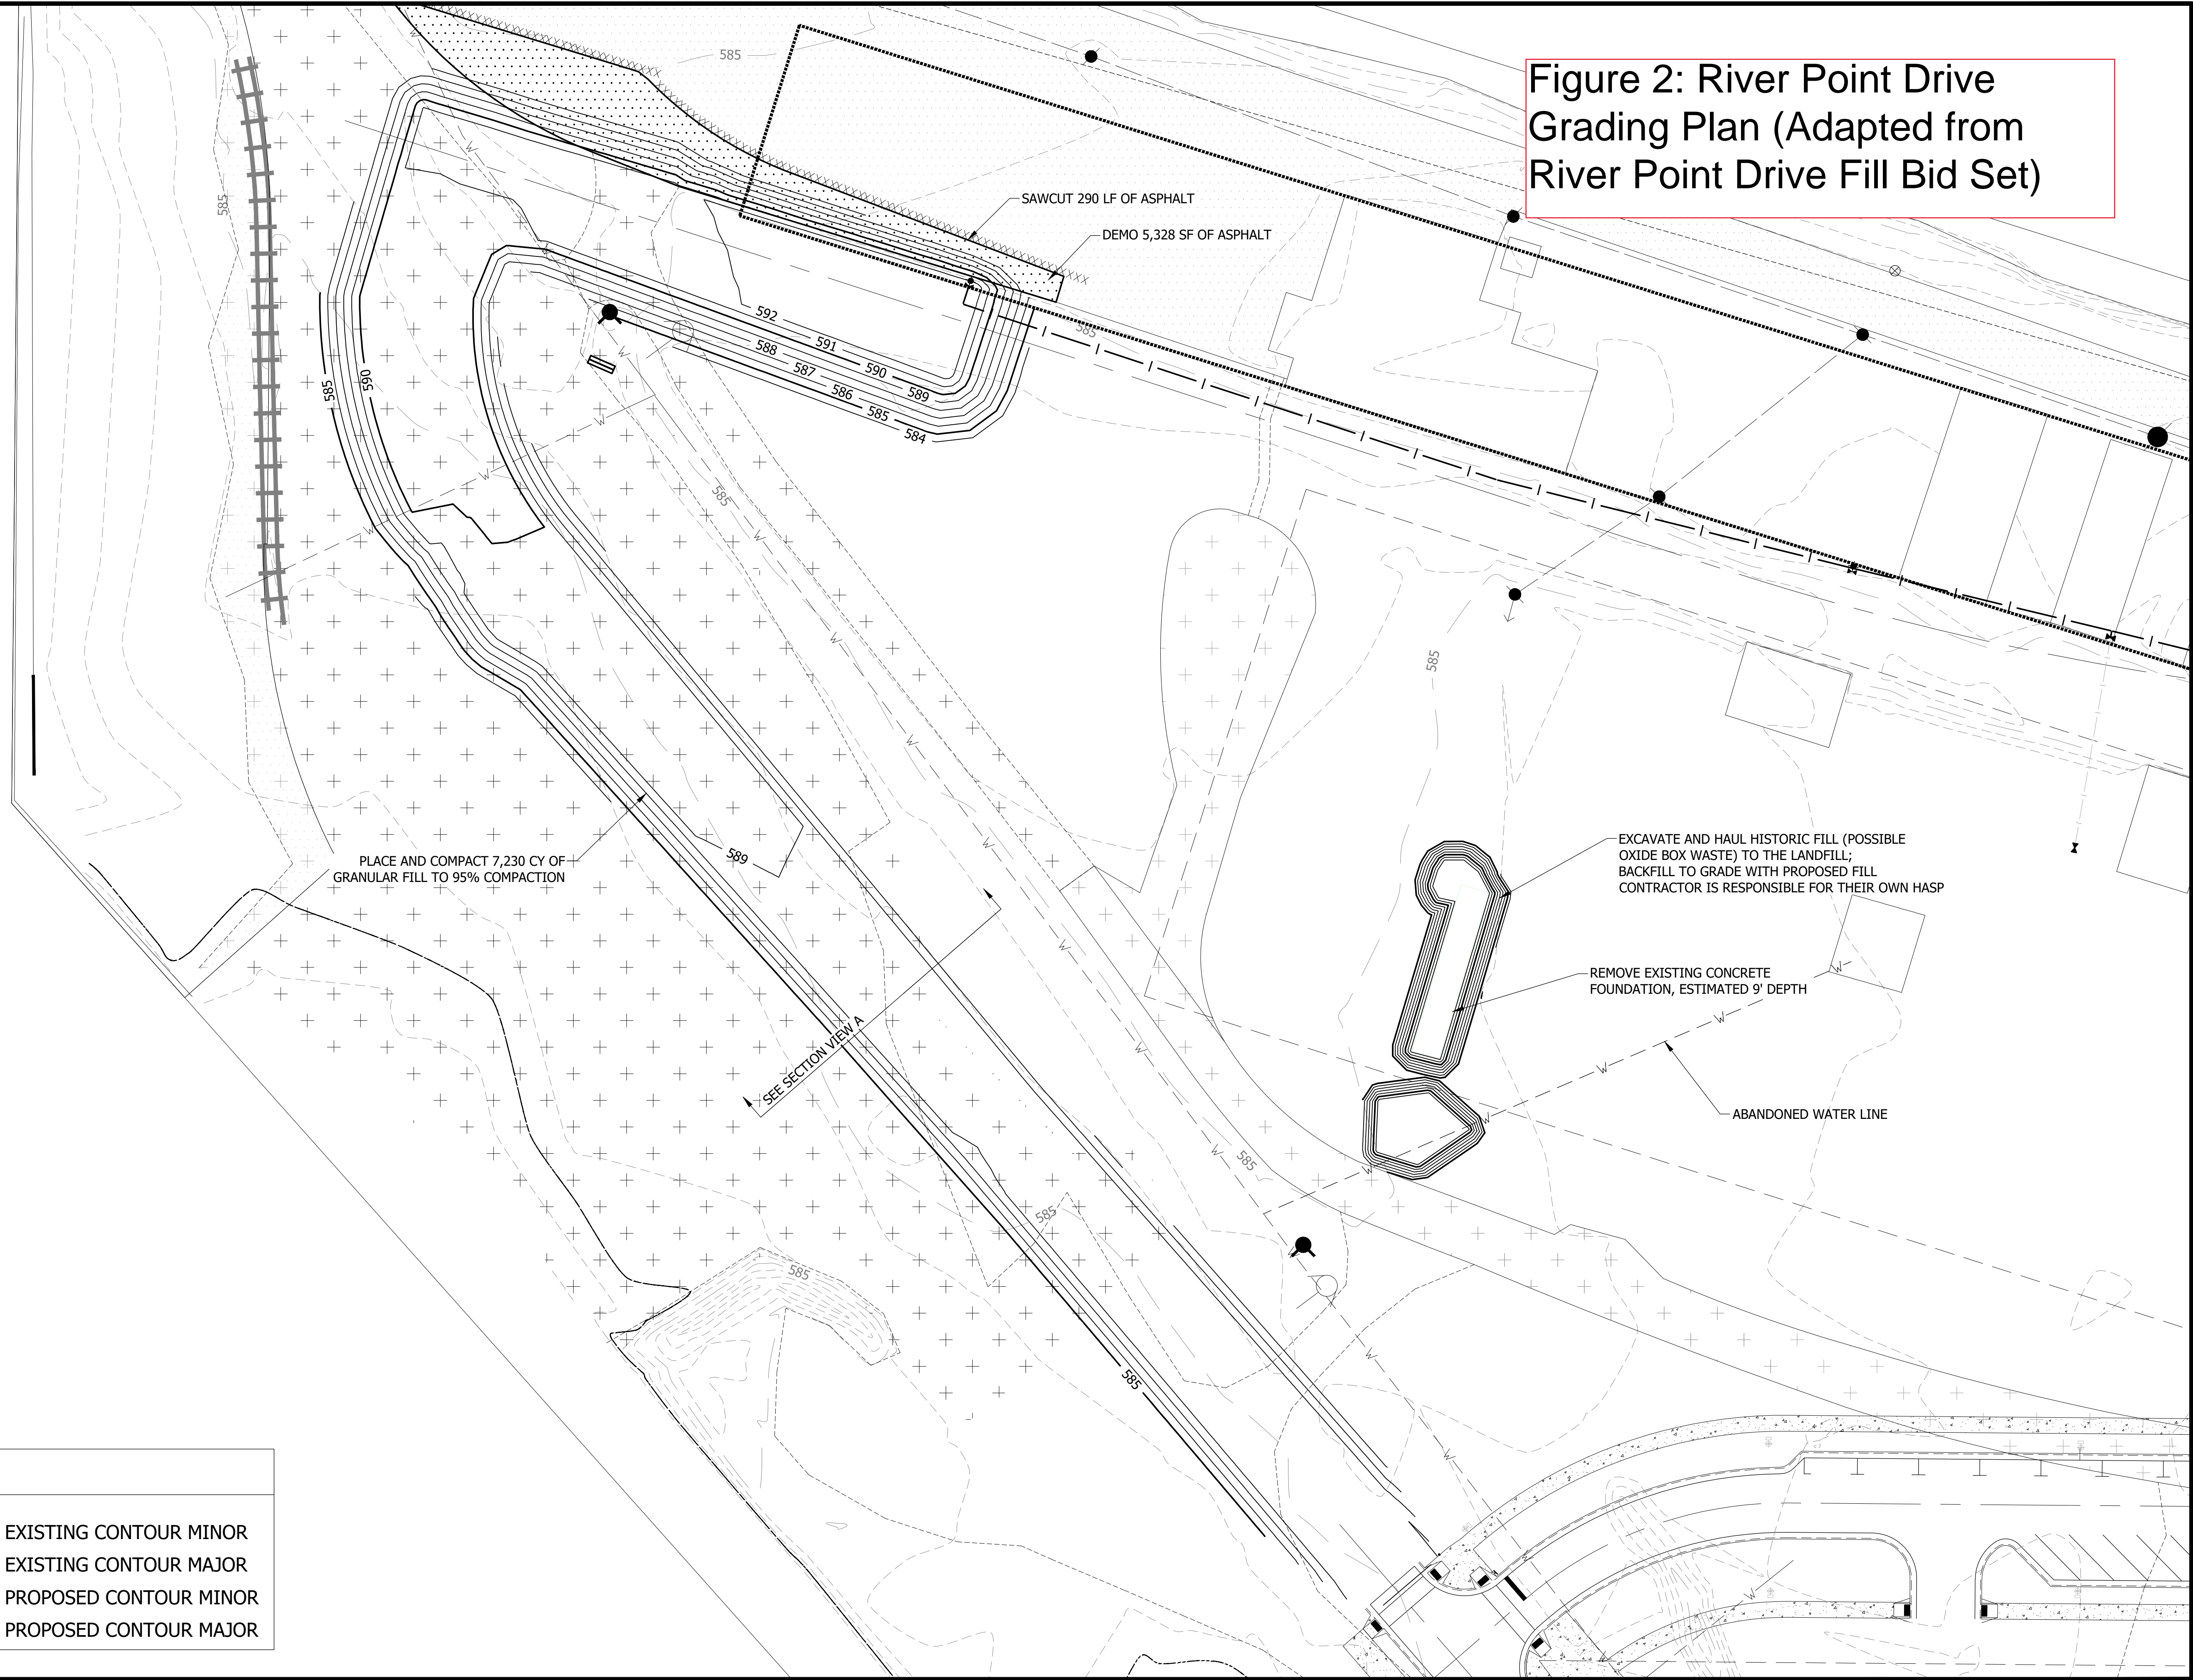 Figure 2: River Point Drive
Grading Plan (Adapted from
River Point Drive Fill Bid Set)
585
585
SAWCUT 290 LF OF ASPHALT
DEMO 5,328 SF OF ASPHALT
W
592
591
590
589
588
587
586
585
584
585
585
590
W
W
W
W
585
W
W
W
585
589
PLACE AND COMPACT 7,230 CY OF
GRANULAR FILL TO 95% COMPACTION
EXCAVATE AND HAUL HISTORIC FILL (POSSIBLE
OXIDE BOX WASTE) TO THE LANDFILL;
BACKFILL TO GRADE WITH PROPOSED FILL
CONTRACTOR IS RESPONSIBLE FOR THEIR OWN HASP
REMOVE EXISTING CONCRETE
FOUNDATION, ESTIMATED 9' DEPTH
W
W
W
W
W
SEE SECTION VIEW A
W
ABANDONED WATER LINE
W
W
W
585
585
585
W
585
W
W
W
W
EXISTING CONTOUR MINOR
EXISTING CONTOUR MAJOR
PROPOSED CONTOUR MINOR
PROPOSED CONTOUR MAJOR